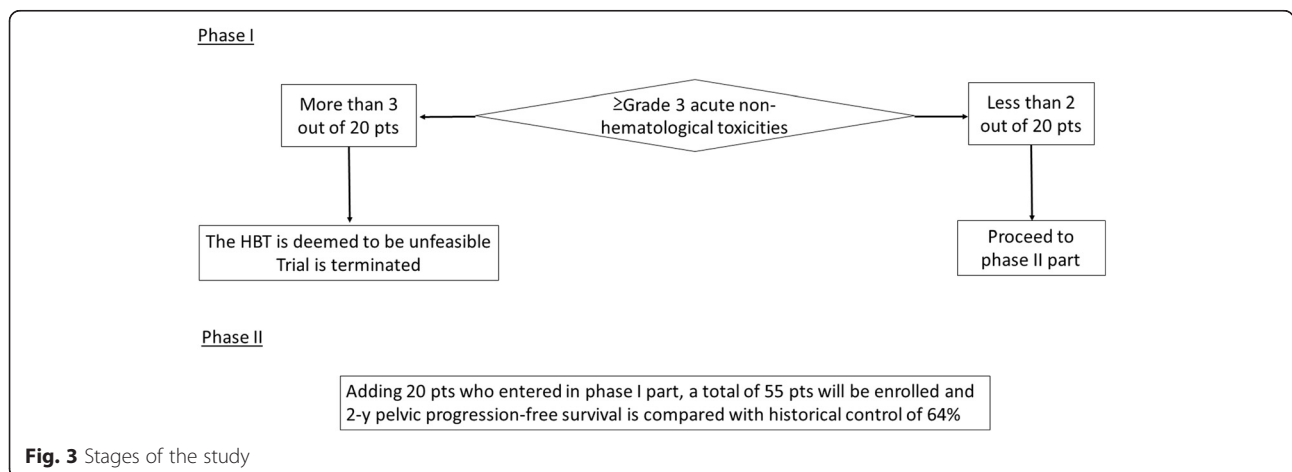 Phase I
More than 3
out of 20 pts
≥Grade 3 acute non-
hematological toxicities
Less than 2
out of 20 pts
The HBT is deemed to be unfeasible
Trial is terminated
Proceed to
phase II part
Phase II
Adding 20 pts who entered in phase I part, a total of 55 pts will be enrolled and
2-y pelvic progression-free survival is compared with historical control of 64%
Fig. 3 Stages of the study